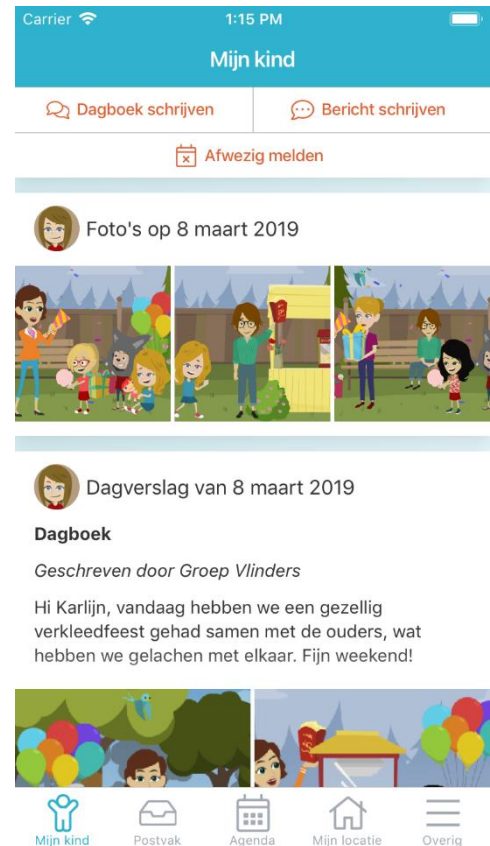 Carrier 1:15 PM
Mijn kind
Dagboek schrijven Bericht schrijven
Afwezig melden
Foto's op 8 maart 2019
Dagverslag van 8 maart 2019
Dagboek
Geschreven door Groep Vlinders
Hi Karlijn, vandaag hebben we een gezellig
verkleedfeest gehad samen met de ouders, wat
hebben we gelachen met elkaar. Fijn weekend!
Mijn kind Postvak Agenda Mijn locatie Overig